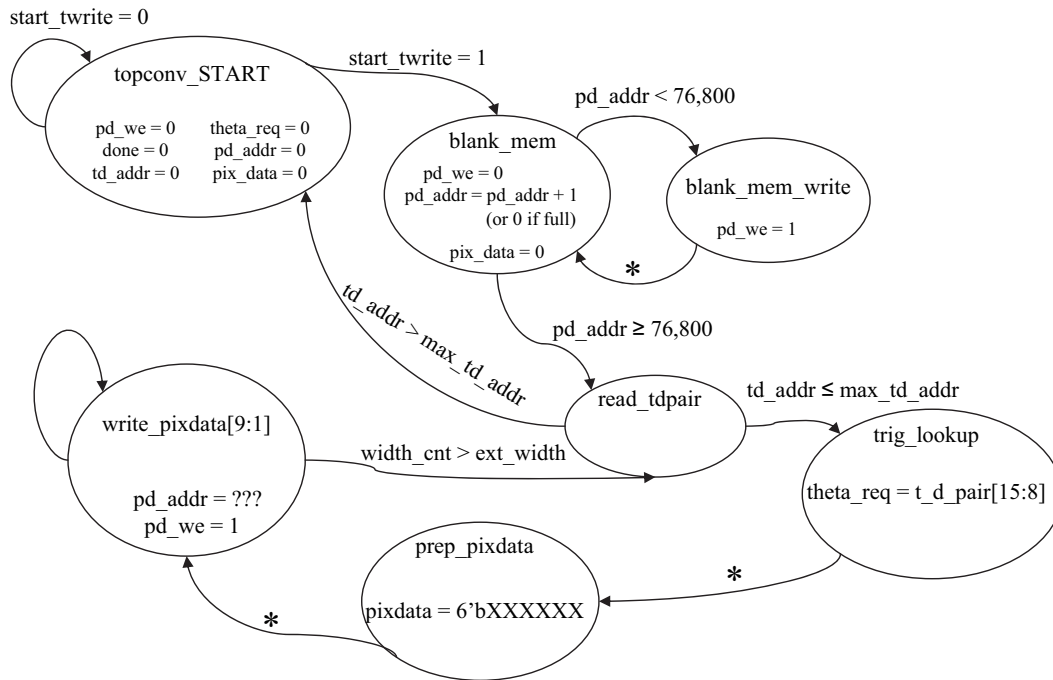 start_twrite = 0
topconv_START
pd_we = 0
theta_req = 0
done = 0
pd_addr = 0
td_addr = 0
pix_data = 0
start_twrite = 1
blank_mem
pd_we = 0
pd_addr = pd_addr + 1
(or 0 if full)
pix_data = 0
pd_addr < 76,800
blank_mem_write
pd_we = 1
*
td_addr > max_td_addr
pd_addr ≥ 76,800
read_tdpair
td_addr ≤ max_td_addr
trig_lookup
theta_req = t_d_pair[15:8]
write_pixdata[9:1]
pd_addr = ???
pd_we = 1
width_cnt > ext_width
prep_pixdata
pixdata = 6’bXXXXXX
*
*